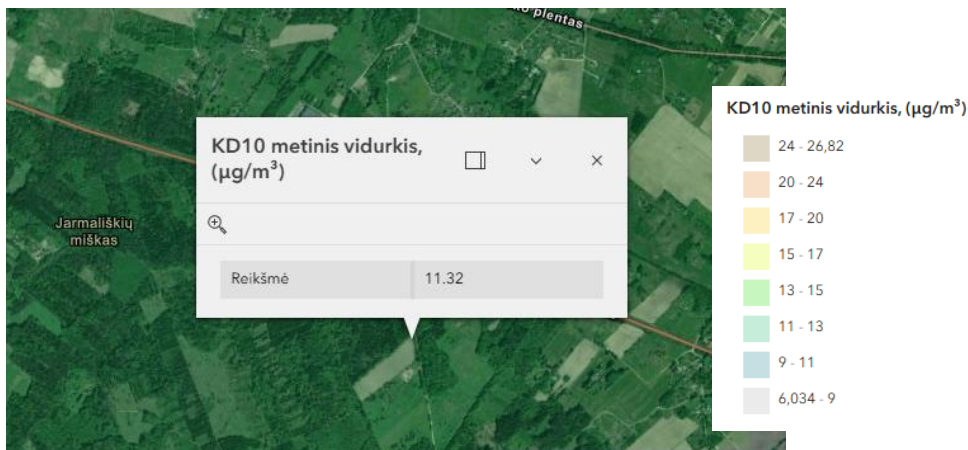 plentas
KD10 metinis vidurkis,
(µg/m³)
Jarmališkių
miškas
Reikšmė 11.32
KD10 metinis vidurkis, (µg/m³)
24 - 26,82
20 - 24
17 - 20
15 - 17
13 - 15
11 - 13
9 - 11
6,034 - 9